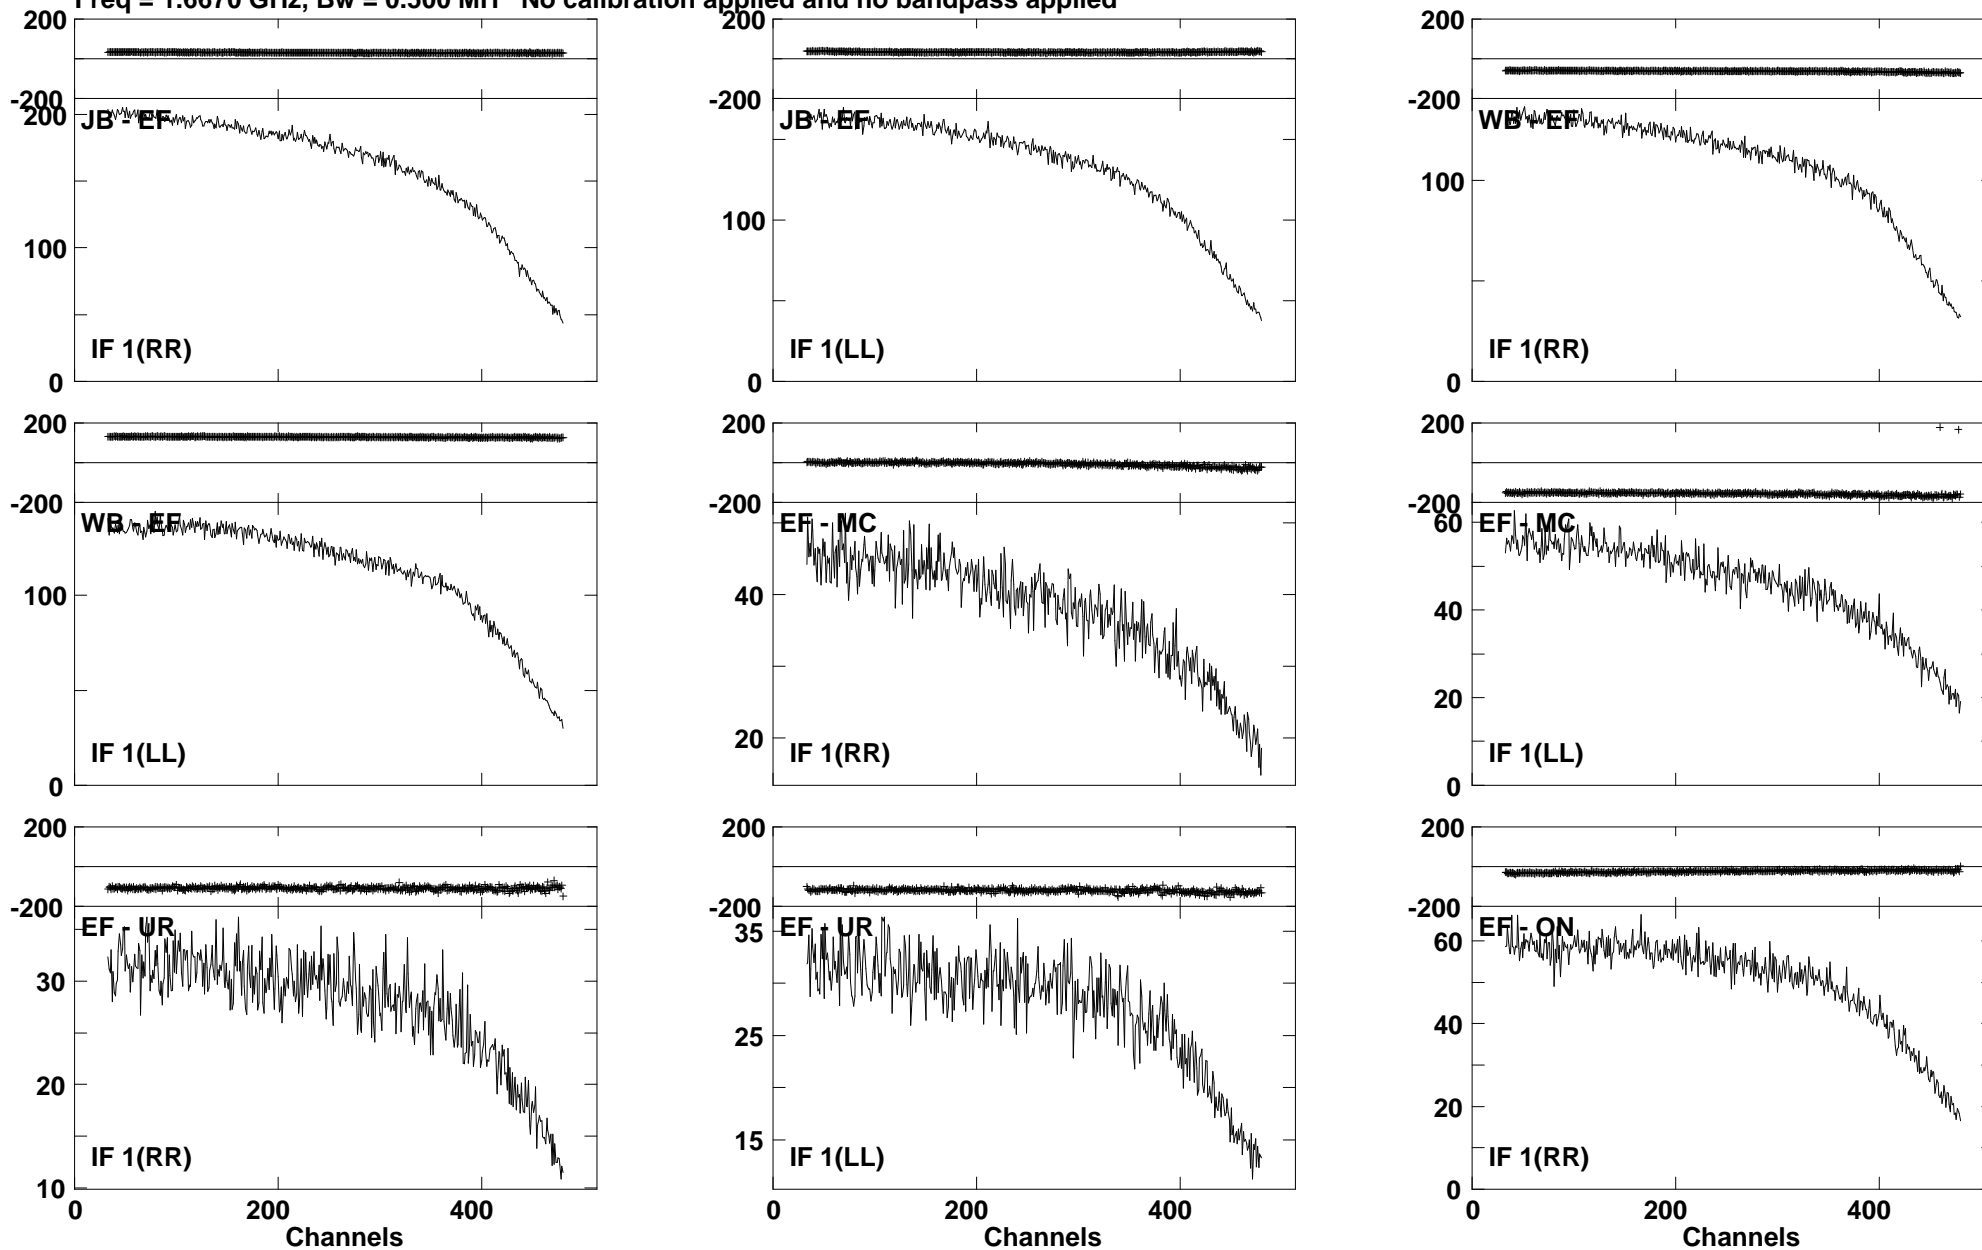 Freq = 1.6670 GHz, Bw = 0.500 MH No calibration applied and no bandpass applied
200 200 200
-200 -200 -200
200
JB - EF JB - EF WB - EF
100 100 100
IF 1(RR) IF 1(LL) IF 1(RR)
0 0 0
200 200 200
-200 -200 -200
WB - EF EF - MC 60 EF - MC
100 40 40
20 20
IF 1(LL) IF 1(RR) IF 1(LL)
0 0
200 200 200
-200 -200 -200
EF - UR 35 EF - UR 60 EF - ON
30 25 40
20 15 20
IF 1(RR) IF 1(LL) IF 1(RR)
10 0
0 200 400 0 200 400 0 200 400
Channels Channels Channels